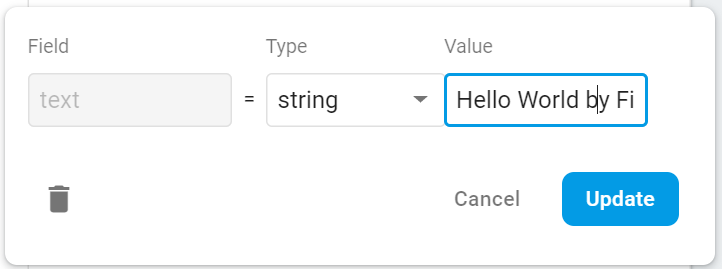 Field Type Value
text = string Hello World by Fi
Cancel Update